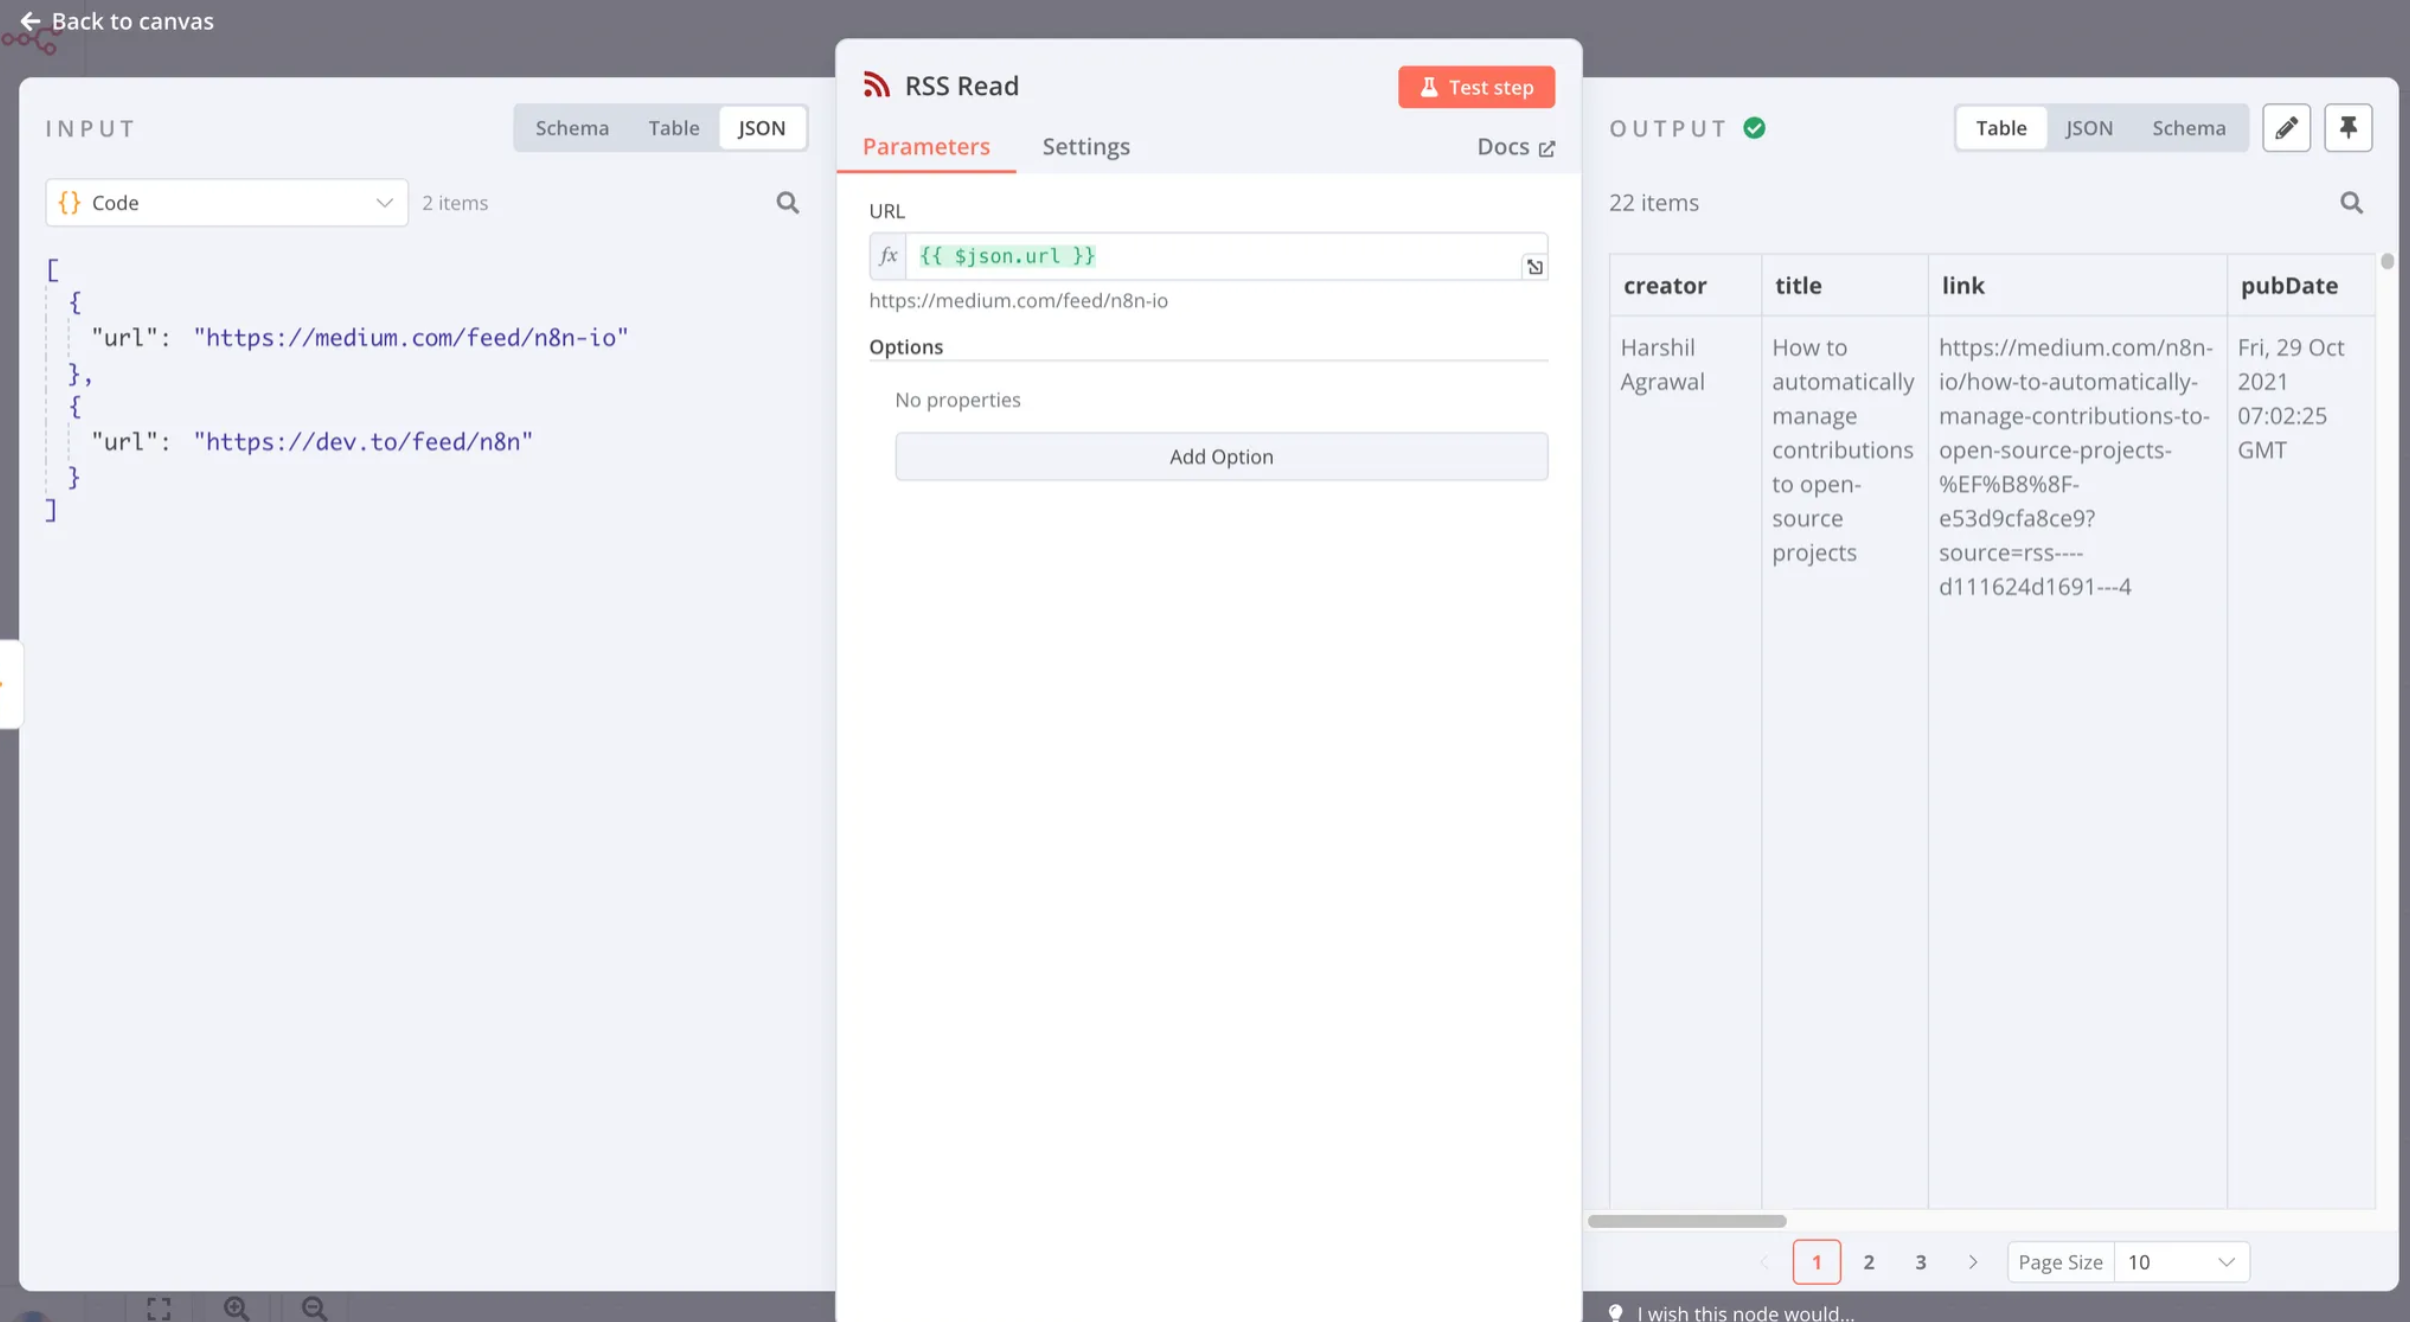 Back to canvas
INPUT
Schema Table JSON
{} Code 2 items
[
{
"url": "https://medium.com/feed/n8n-io"
},
{
"url": "https://dev.to/feed/n8n"
}
]
RSS Read
Test step
Parameters Settings Docs
URL
fx {{ $json.url }}
https://medium.com/feed/n8n-io
Options
No properties
Add Option
OUTPUT
Table JSON Schema
22 items
creator title link pubDate
Harshil
Agrawal
How to
automatically
manage
contributions
to open-
source
projects
https://medium.com/n8n-
io/how-to-automatically-
manage-contributions-to-
open-source-projects-
%EF%B8%8F-
e53d9cfa8ce9?
source=rss----
d111624d1691---4
Fri, 29 Oct
2021
07:02:25
GMT
1 2 3 Page Size 10
I wish this node would...